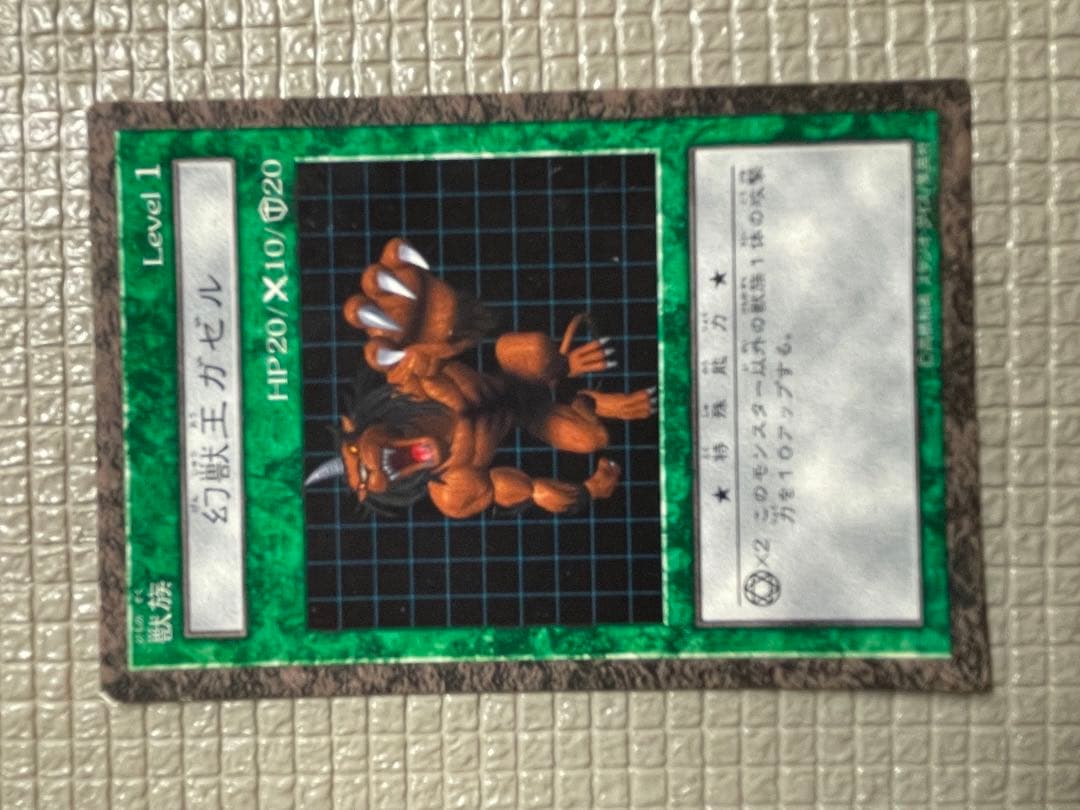 獣族 Level 1
幻獣王ガゼル
HP20/X10/T20
★特殊能力★
×2 このモンスター以外の獣族1体の攻撃
力を10アップする。